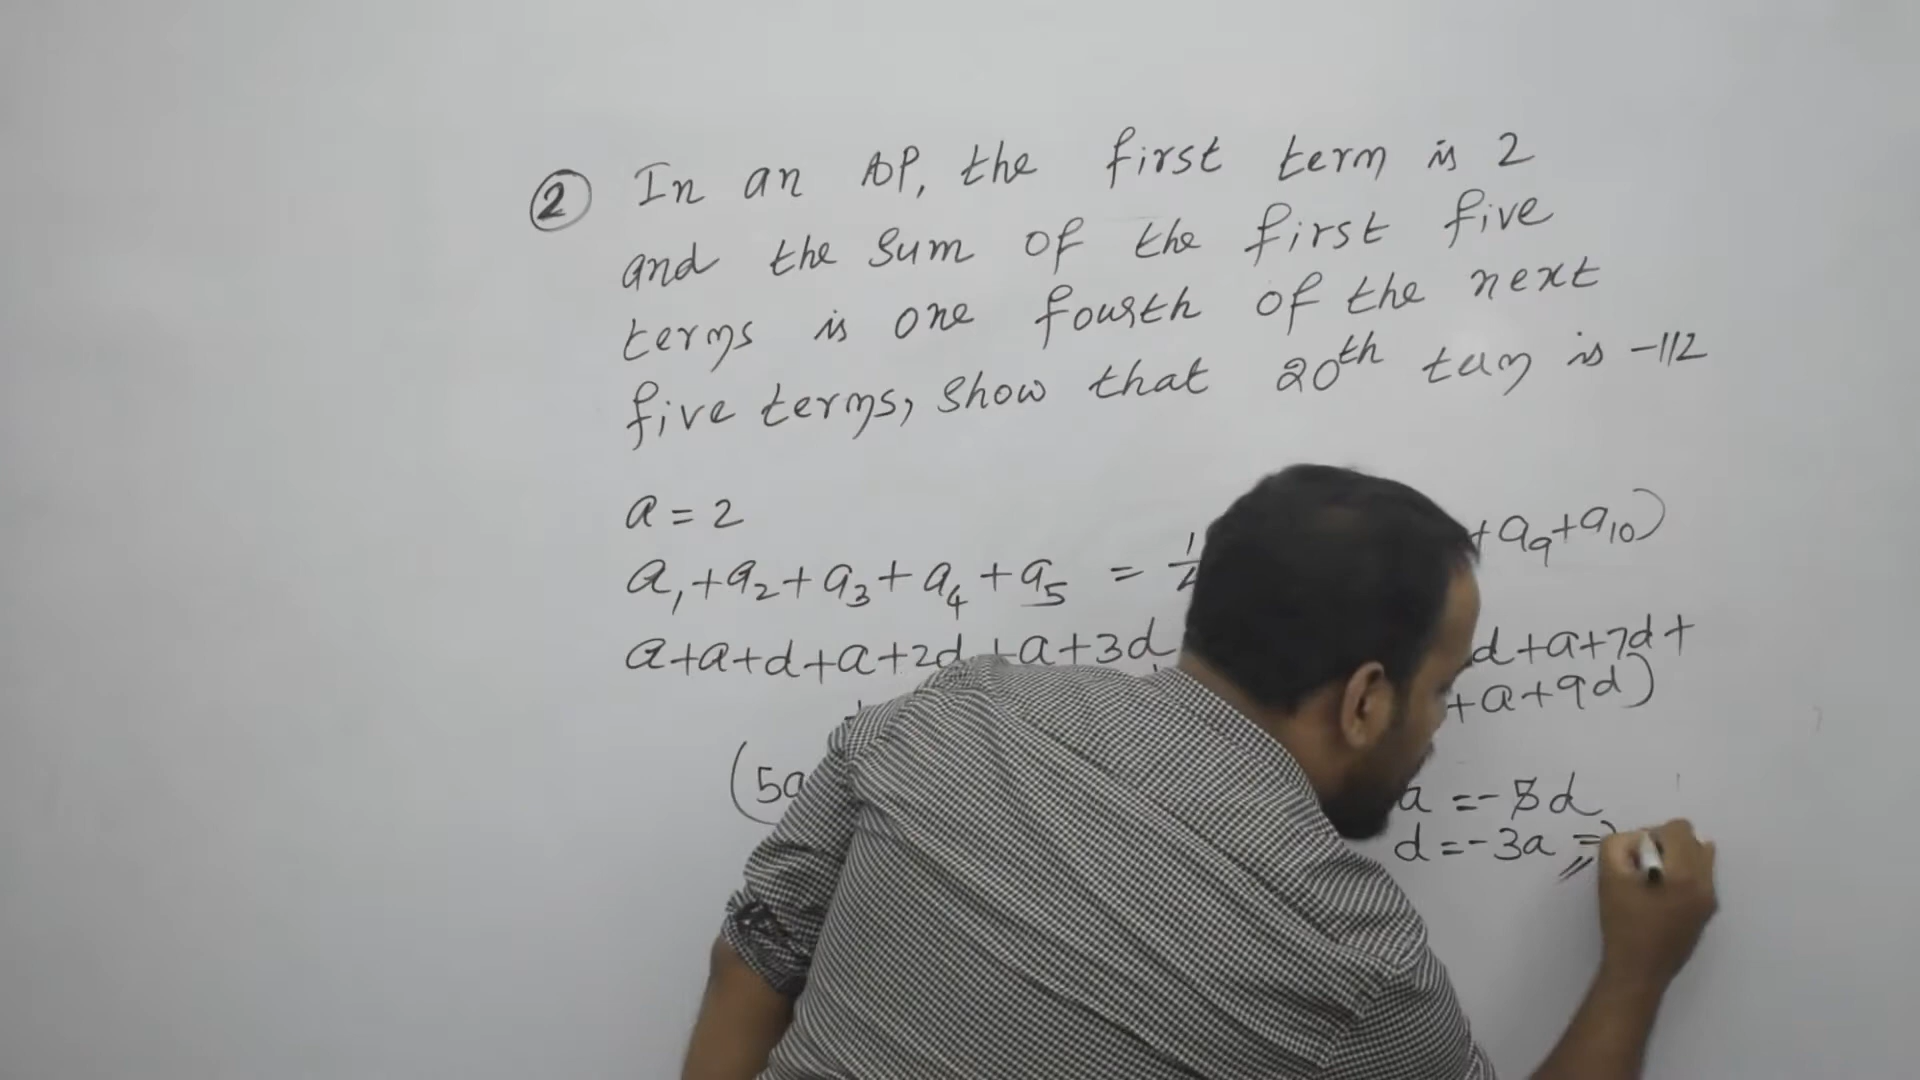 ② In an AP, the first term is 2
and the sum of the first five
terms is one fourth of the next
five terms, show that 20th term is -112
a = 2
a1 + a2 + a3 + a4 + a5 = 1/4 + a9 + a10)
a+a+d+a+2d+a+3d d+a+7d+
+a+9d)
(5a a = - d
d = -3a =